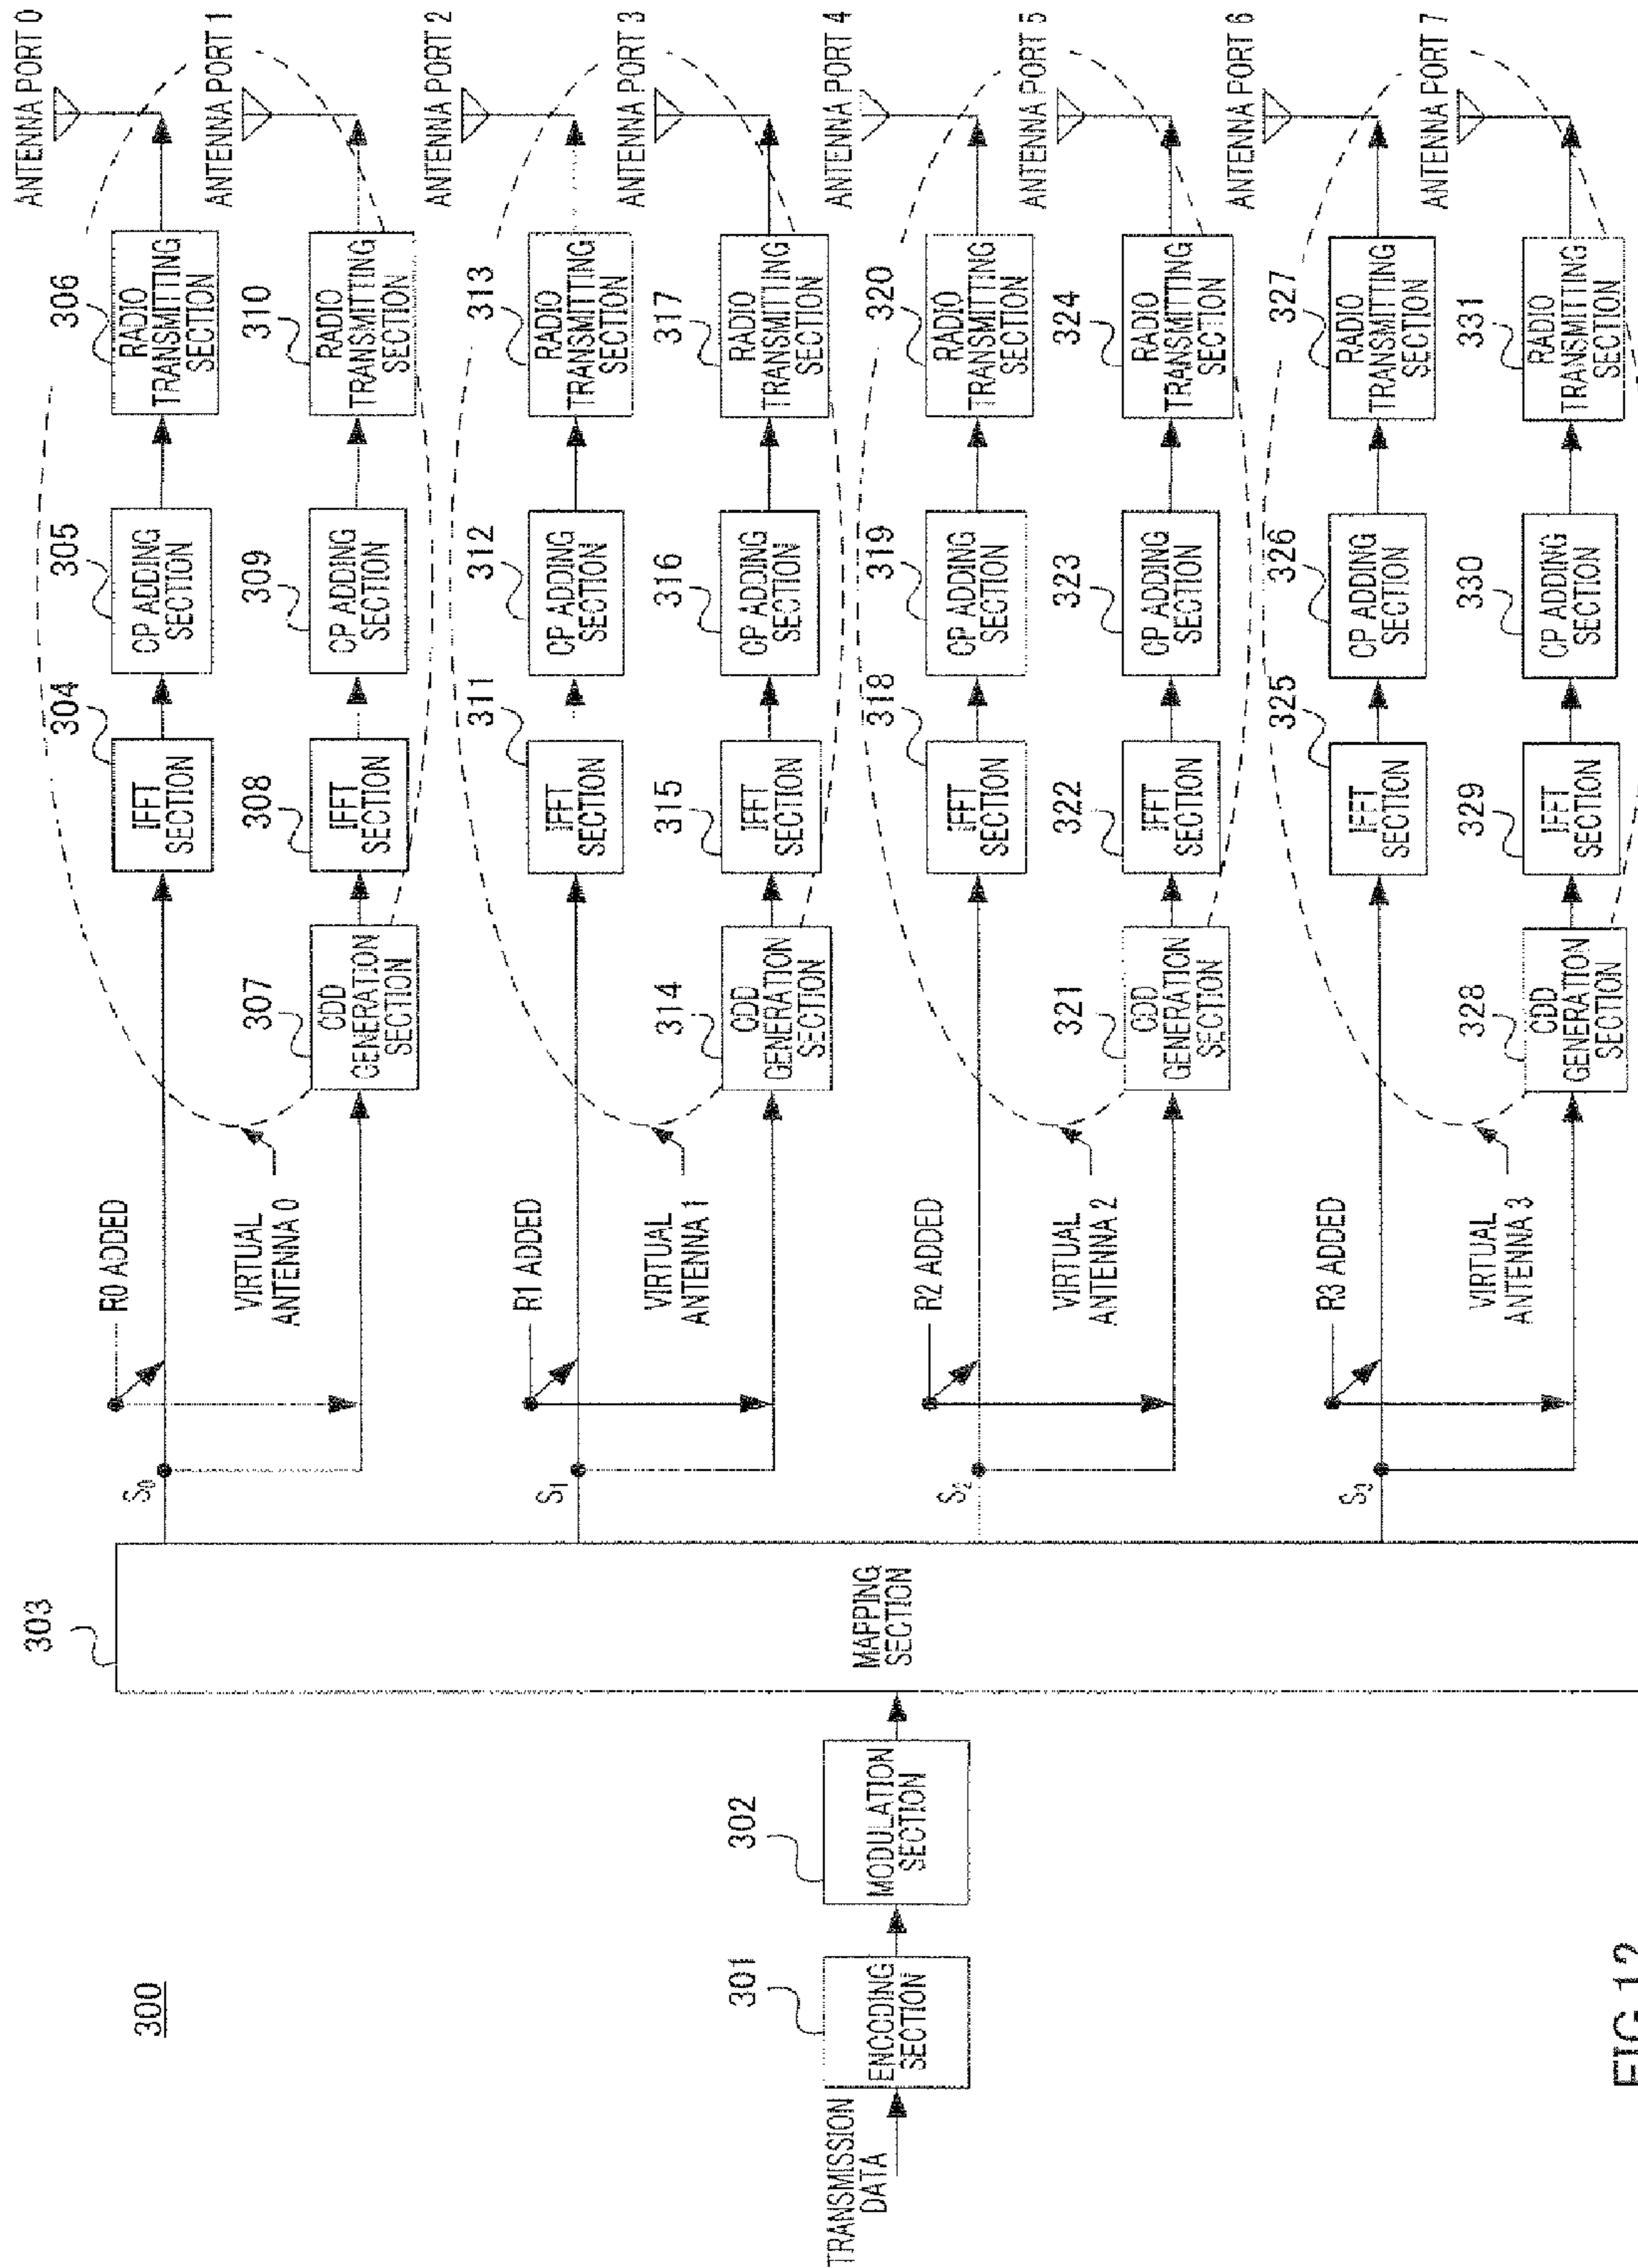 300
TRANSMISSION
DATA
301
ENCODING
SECTION
302
MODULATION
SECTION
303
MAPPING
SECTION
S0
R0 ADDED
VIRTUAL
ANTENNA 0
304
IFFT
SECTION
305
CP ADDING
SECTION
306
RADIO
TRANSMITTING
SECTION
ANTENNA PORT 0
307
CDD
GENERATION
SECTION
308
IFFT
SECTION
309
CP ADDING
SECTION
310
RADIO
TRANSMITTING
SECTION
ANTENNA PORT 1
S1
R1 ADDED
VIRTUAL
ANTENNA 1
311
IFFT
SECTION
312
CP ADDING
SECTION
313
RADIO
TRANSMITTING
SECTION
ANTENNA PORT 2
314
CDD
GENERATION
SECTION
315
IFFT
SECTION
316
CP ADDING
SECTION
317
RADIO
TRANSMITTING
SECTION
ANTENNA PORT 3
S2
R2 ADDED
VIRTUAL
ANTENNA 2
318
IFFT
SECTION
319
CP ADDING
SECTION
320
RADIO
TRANSMITTING
SECTION
ANTENNA PORT 4
321
CDD
GENERATION
SECTION
322
IFFT
SECTION
323
CP ADDING
SECTION
324
RADIO
TRANSMITTING
SECTION
ANTENNA PORT 5
S3
R3 ADDED
VIRTUAL
ANTENNA 3
325
IFFT
SECTION
326
CP ADDING
SECTION
327
RADIO
TRANSMITTING
SECTION
ANTENNA PORT 6
328
CDD
GENERATION
SECTION
329
IFFT
SECTION
330
CP ADDING
SECTION
331
RADIO
TRANSMITTING
SECTION
ANTENNA PORT 7
FIG.12